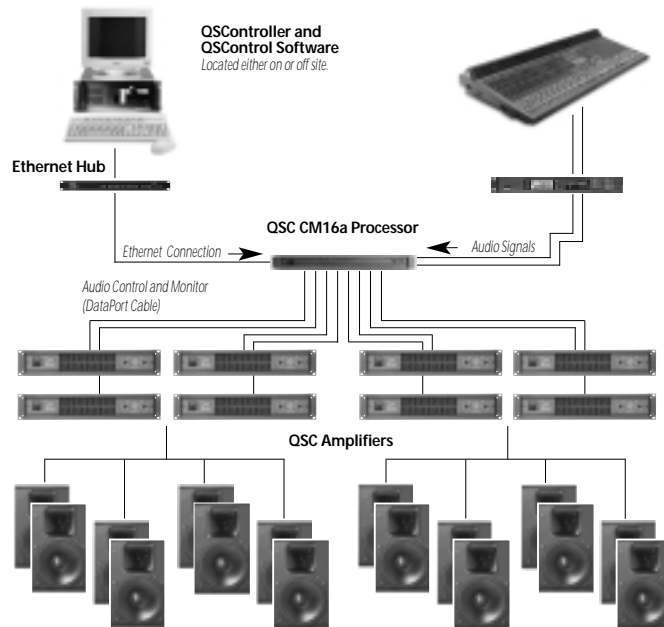 QSController and
QSControl Software
Located either on or off site.
Ethernet Hub
QSC CM16a Processor
Ethernet Connection
Audio Signals
Audio Control and Monitor
(DataPort Cable)
QSC Amplifiers